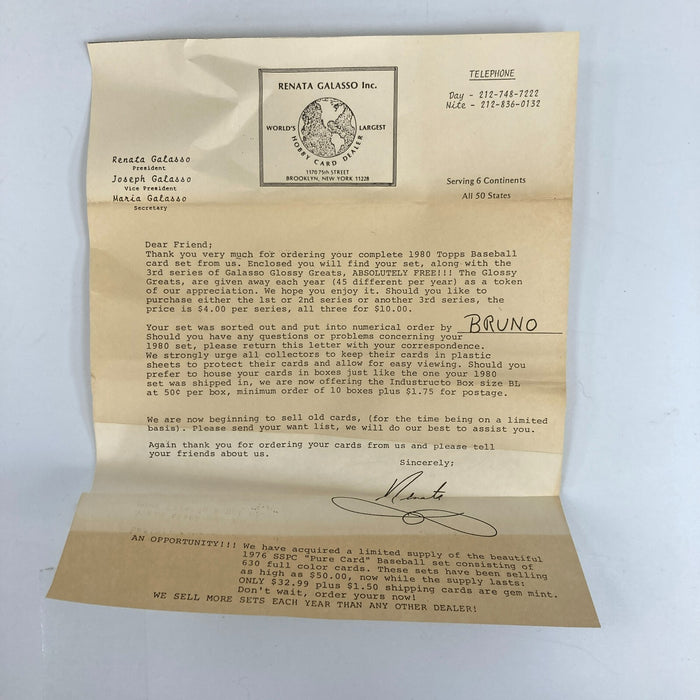 RENATA GALASSO Inc.
WORLD'S LARGEST
HOBBY CARD DEALER
1170 75th STREET
BROOKLYN, NEW YORK 11228
TELEPHONE
Day - 212-748-7222
Nite - 212-836-0132
Renata Galasso
President
Joseph Galasso
Vice President
Maria Galasso
Secretary
Serving 6 Continents
All 50 States
Dear Friend;
Thank you very much for ordering your complete 1980 Topps Baseball
card set from us. Enclosed you will find your set, along with the
3rd series of Galasso Glossy Greats, ABSOLUTELY FREE!!! The Glossy
Greats, are given away each year (45 different per year) as a token
of our appreciation. We hope you enjoy it. Should you like to
purchase either the 1st or 2nd series or another 3rd series, the
price is $4.00 per series, all three for $10.00.
Your set was sorted out and put into numerical order by BRUNO
Should you have any questions or problems concerning your
1980 set, please return this letter with your correspondence.
We strongly urge all collectors to keep their cards in plastic
sheets to protect their cards and allow for easy viewing. Should you
prefer to house your cards in boxes just like the one your 1980
set was shipped in, we are now offering the Industructo Box size BL
at 50¢ per box, minimum order of 10 boxes plus $1.75 for postage.
We are now beginning to sell old cards, (for the time being on a limited
basis). Please send your want list, we will do our best to assist you.
Again thank you for ordering your cards from us and please tell
your friends about us.
Sincerely;
Renata
AN OPPORTUNITY!!! We have acquired a limited supply of the beautiful
1976 SSPC "Pure Card" Baseball set consisting of
630 full color cards. These sets have been selling
as high as $50.00, now while the supply lasts:
ONLY $32.99 plus $1.50 shipping cards are gem mint.
Don't wait, order yours now!
WE SELL MORE SETS EACH YEAR THAN ANY OTHER DEALER!